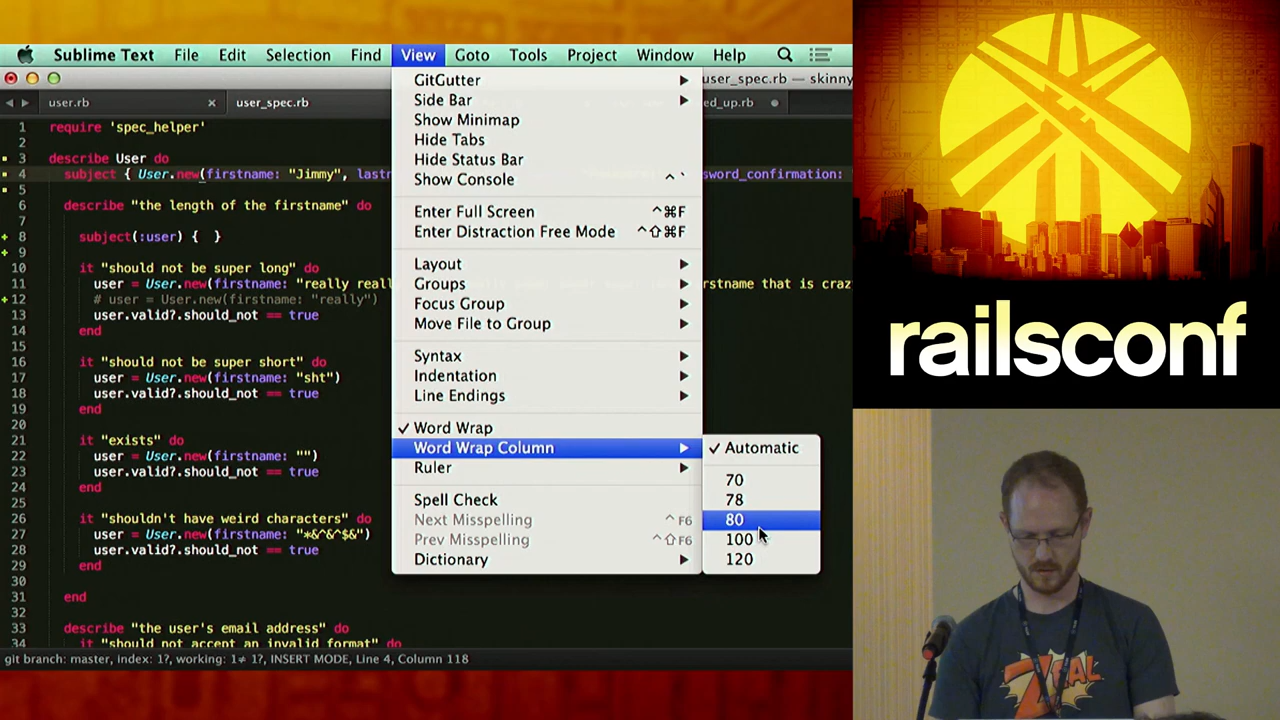 Sublime Text File Edit Selection Find View Goto Tools Project Window Help
user_spec.rb — skinny
user.rb × user_spec.rb ed_up.rb
1 require 'spec_helper'
2
3 describe User do
4 subject { User.new(firstname: "Jimmy", lastn sword_confirmation:
5
6 describe "the length of the firstname" do
7
8 subject(:user) { }
9
10 it "should not be super long" do
11 user = User.new(firstname: "really reall rstname that is craz
12 # user = User.new(firstname: "really")
13 user.valid?.should_not == true
14 end
15
16 it "should not be super short" do
17 user = User.new(firstname: "sht")
18 user.valid?.should_not == true
19 end
20
21 it "exists" do
22 user = User.new(firstname: "")
23 user.valid?.should_not == true
24 end
25
26 it "shouldn't have weird characters" do
27 user = User.new(firstname: "*&^&^$&")
28 user.valid?.should_not == true
29 end
30
31 end
32
33 describe "the user's email address" do
34 it "should not accept an invalid format" do
git branch: master, index: 1?, working: 1≠ 1?, INSERT MODE, Line 4, Column 118
GitGutter
Side Bar
Show Minimap
Hide Tabs
Hide Status Bar
Show Console ^ `
Enter Full Screen ^⌘F
Enter Distraction Free Mode ^⇧⌘F
Layout
Groups
Focus Group
Move File to Group
Syntax
Indentation
Line Endings
✓ Word Wrap
Word Wrap Column
Ruler
Spell Check
Next Misspelling ^F6
Prev Misspelling ^⇧F6
Dictionary
✓ Automatic
70
78
80
100
120
railsconf
ZEAL